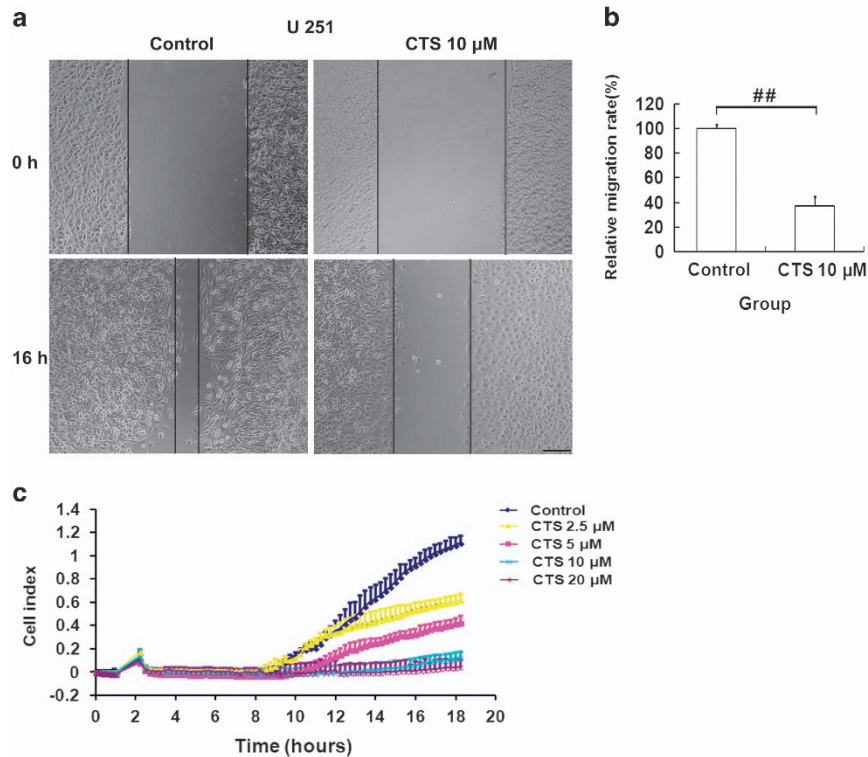 a
U 251
Control
CTS 10 μM
0 h
16 h
b
Relative migration rate(%)
120
100
80
60
40
20
0
##
Control
CTS 10 μM
Group
c
Cell index
1.4
1.2
1
0.8
0.6
0.4
0.2
0
-0.2
0 2 4 6 8 10 12 14 16 18 20
Time (hours)
Control
CTS 2.5 μM
CTS 5 μM
CTS 10 μM
CTS 20 μM